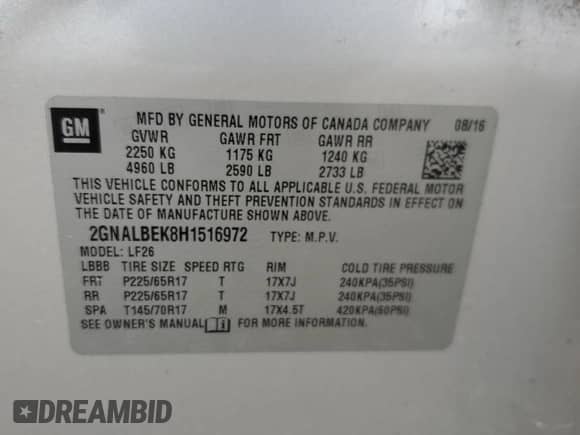 GM ®
MFD BY GENERAL MOTORS OF CANADA COMPANY 08/16
GVWR GAWR FRT GAWR RR
2250 KG 1175 KG 1240 KG
4960 LB 2590 LB 2733 LB
THIS VEHICLE CONFORMS TO ALL APPLICABLE U.S. FEDERAL MOTOR
VEHICLE SAFETY AND THEFT PREVENTION STANDARDS IN EFFECT
ON THE DATE OF MANUFACTURE SHOWN ABOVE.
2GNALBEK8H1516972 TYPE: M.P.V.
MODEL: LF26
LBBB TIRE SIZE SPEED RTG RIM COLD TIRE PRESSURE
FRT P225/65R17 T 17X7J 240KPA(35PSI)
RR P225/65R17 T 17X7J 240KPA(35PSI)
SPA T145/70R17 M 17X4.5T 420KPA(60PSI)
SEE OWNER'S MANUAL FOR MORE INFORMATION.
DREAMBID